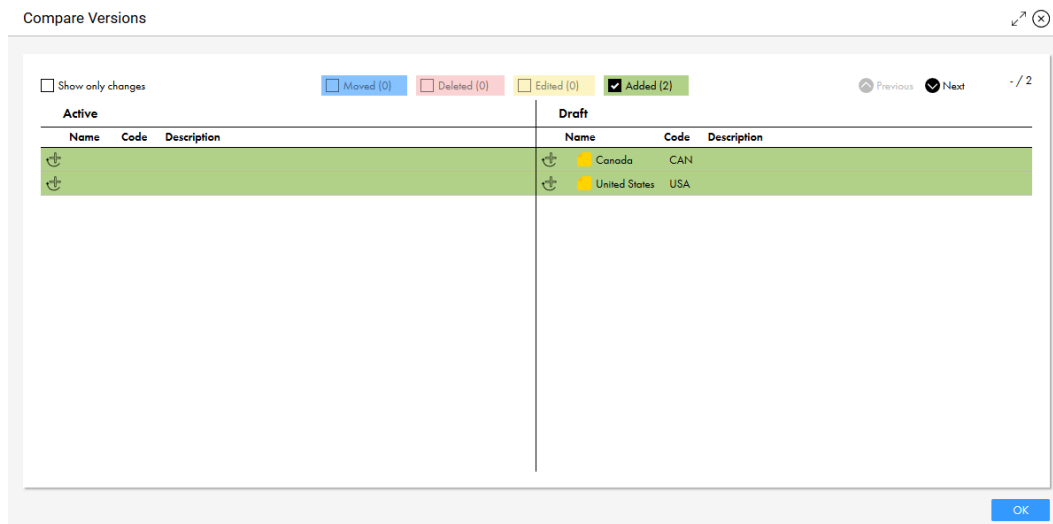 Compare Versions
Show only changes Moved (0) Deleted (0) Edited (0) Added (2) Previous Next - / 2
Active Draft
Name Code Description Name Code Description
Canada CAN
United States USA
OK